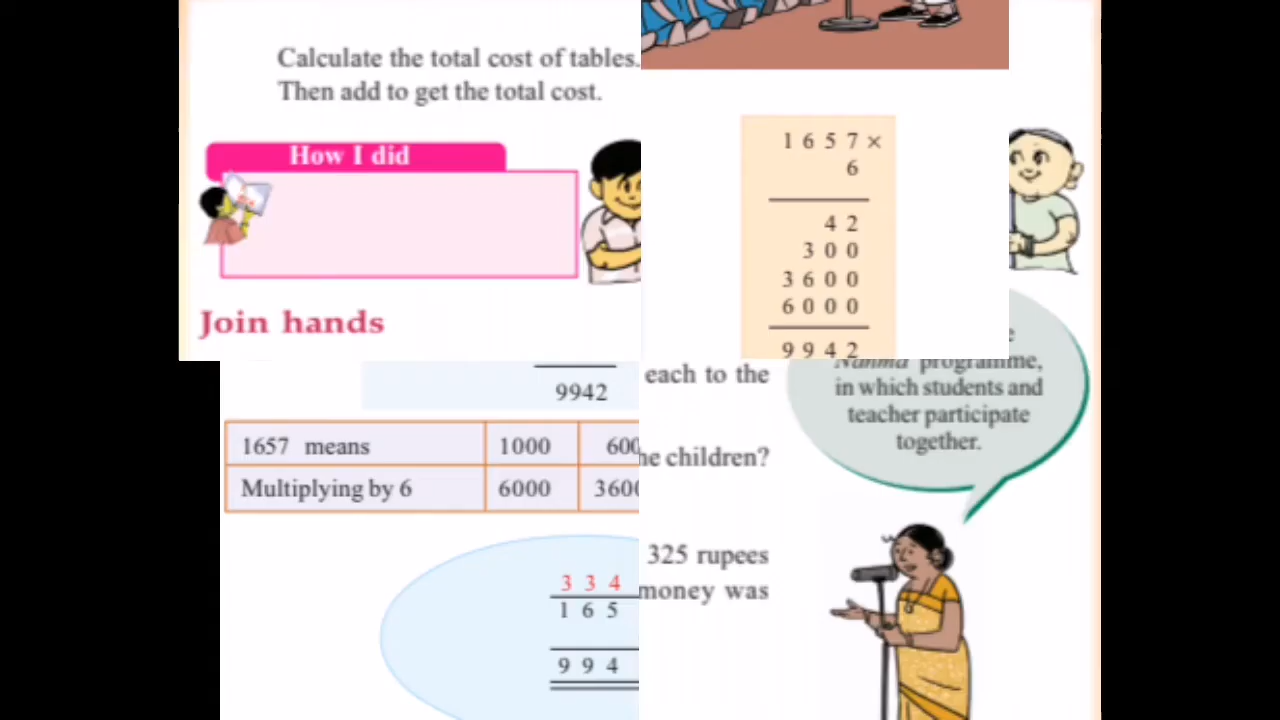 Calculate the total cost of tables.
Then add to get the total cost.
How I did
Join hands
1 6 5 7 ×
6
4 2
3 0 0
3 6 0 0
6 0 0 0
9 9 4 2
9942
1657 means 1000 600
Multiplying by 6 6000 3600
3 3 4
1 6 5
9 9 4
each to the
children?
325 rupees
money was
programme,
in which students and
teacher participate
together.